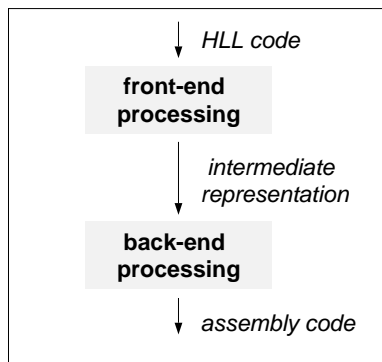 HLL code
front-end
processing
intermediate
representation
back-end
processing
assembly code